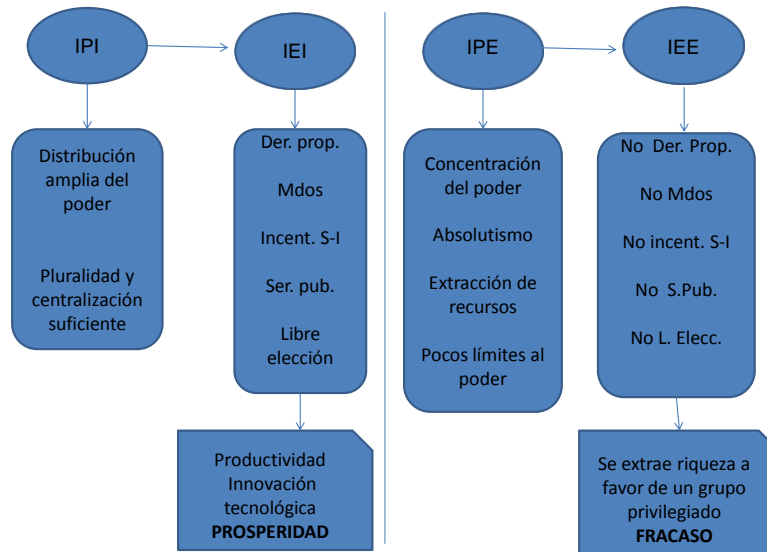 IPI
IEI
Distribución
amplia del
poder
Pluralidad y
centralización
suficiente
Der. prop.
Mdos
Incent. S-I
Ser. pub.
Libre
elección
Productividad
Innovación
tecnológica
PROSPERIDAD
IPE
IEE
Concentración
del poder
Absolutismo
Extracción de
recursos
Pocos límites al
poder
No Der. Prop.
No Mdos
No incent. S-I
No S.Pub.
No L. Elecc.
Se extrae riqueza a
favor de un grupo
privilegiado
FRACASO